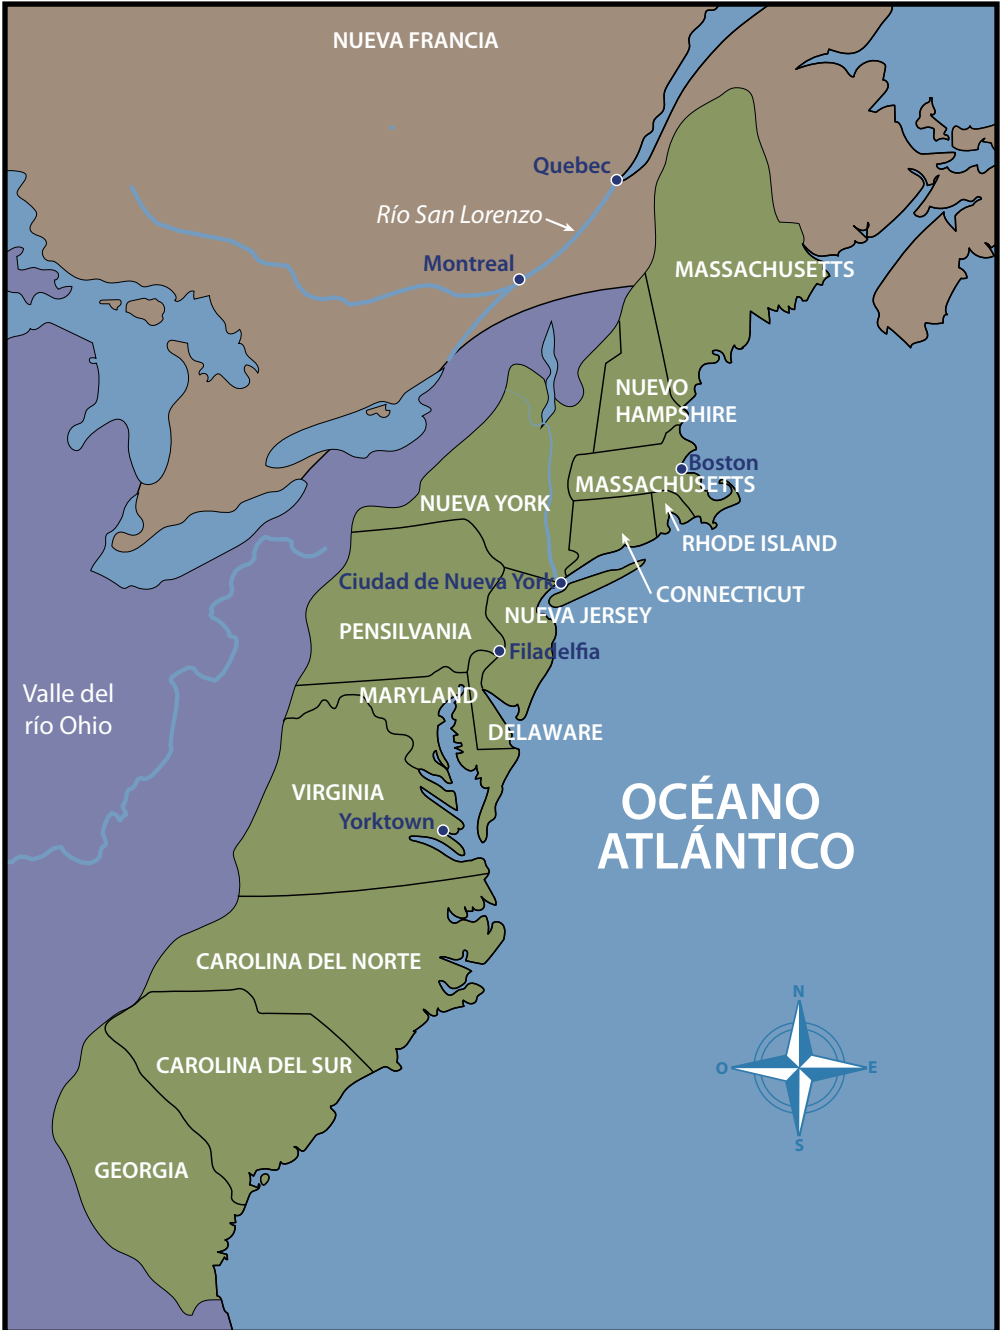 NUEVA FRANCIA
Quebec
Río San Lorenzo
Montreal
MASSACHUSETTS
NUEVO
HAMPSHIRE
Boston
MASSACHUSETTS
NUEVA YORK
RHODE ISLAND
Ciudad de Nueva York
CONNECTICUT
NUEVA JERSEY
PENSILVANIA
Filadelfia
Valle del
río Ohio
MARYLAND
DELAWARE
VIRGINIA
Yorktown
OCÉANO
ATLÁNTICO
CAROLINA DEL NORTE
N
O
E
S
CAROLINA DEL SUR
GEORGIA